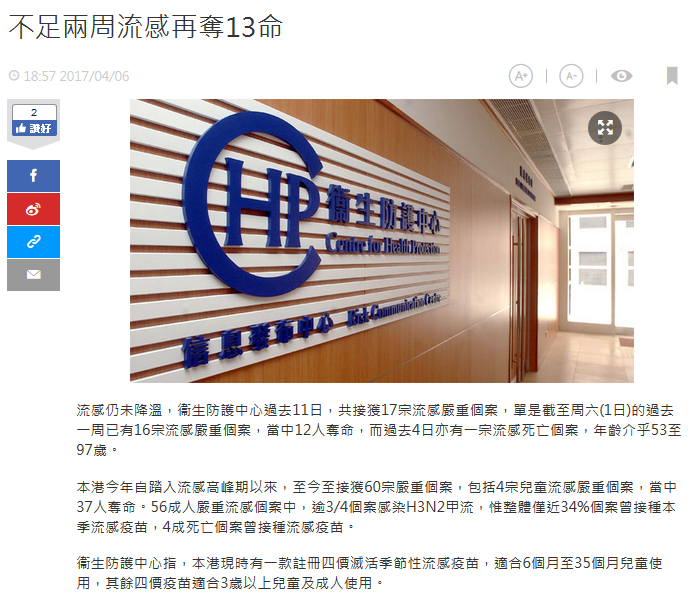 不足兩周流感再奪13命
18:57 2017/04/06
A+
A-
2
讚好
CHP
衞生防護中心
Centre for Health Protection
信息發布中心 Risk Communication Centre
流感仍未降溫，衞生防護中心過去11日，共接獲17宗流感嚴重個案，單是截至周六(1日)的過去
一周已有16宗流感嚴重個案，當中12人奪命，而過去4日亦有一宗流感死亡個案，年齡介乎53至
97歲。
本港今年自踏入流感高峰期以來，至今至接獲60宗嚴重個案，包括4宗兒童流感嚴重個案，當中
37人奪命。56成人嚴重流感個案中，逾3/4個案感染H3N2甲流，惟整體僅近34%個案曾接種本
季流感疫苗，4成死亡個案曾接種流感疫苗。
衞生防護中心指，本港現時有一款註冊四價滅活季節性流感疫苗，適合6個月至35個月兒童使
用，其餘四價疫苗適合3歲以上兒童及成人使用。